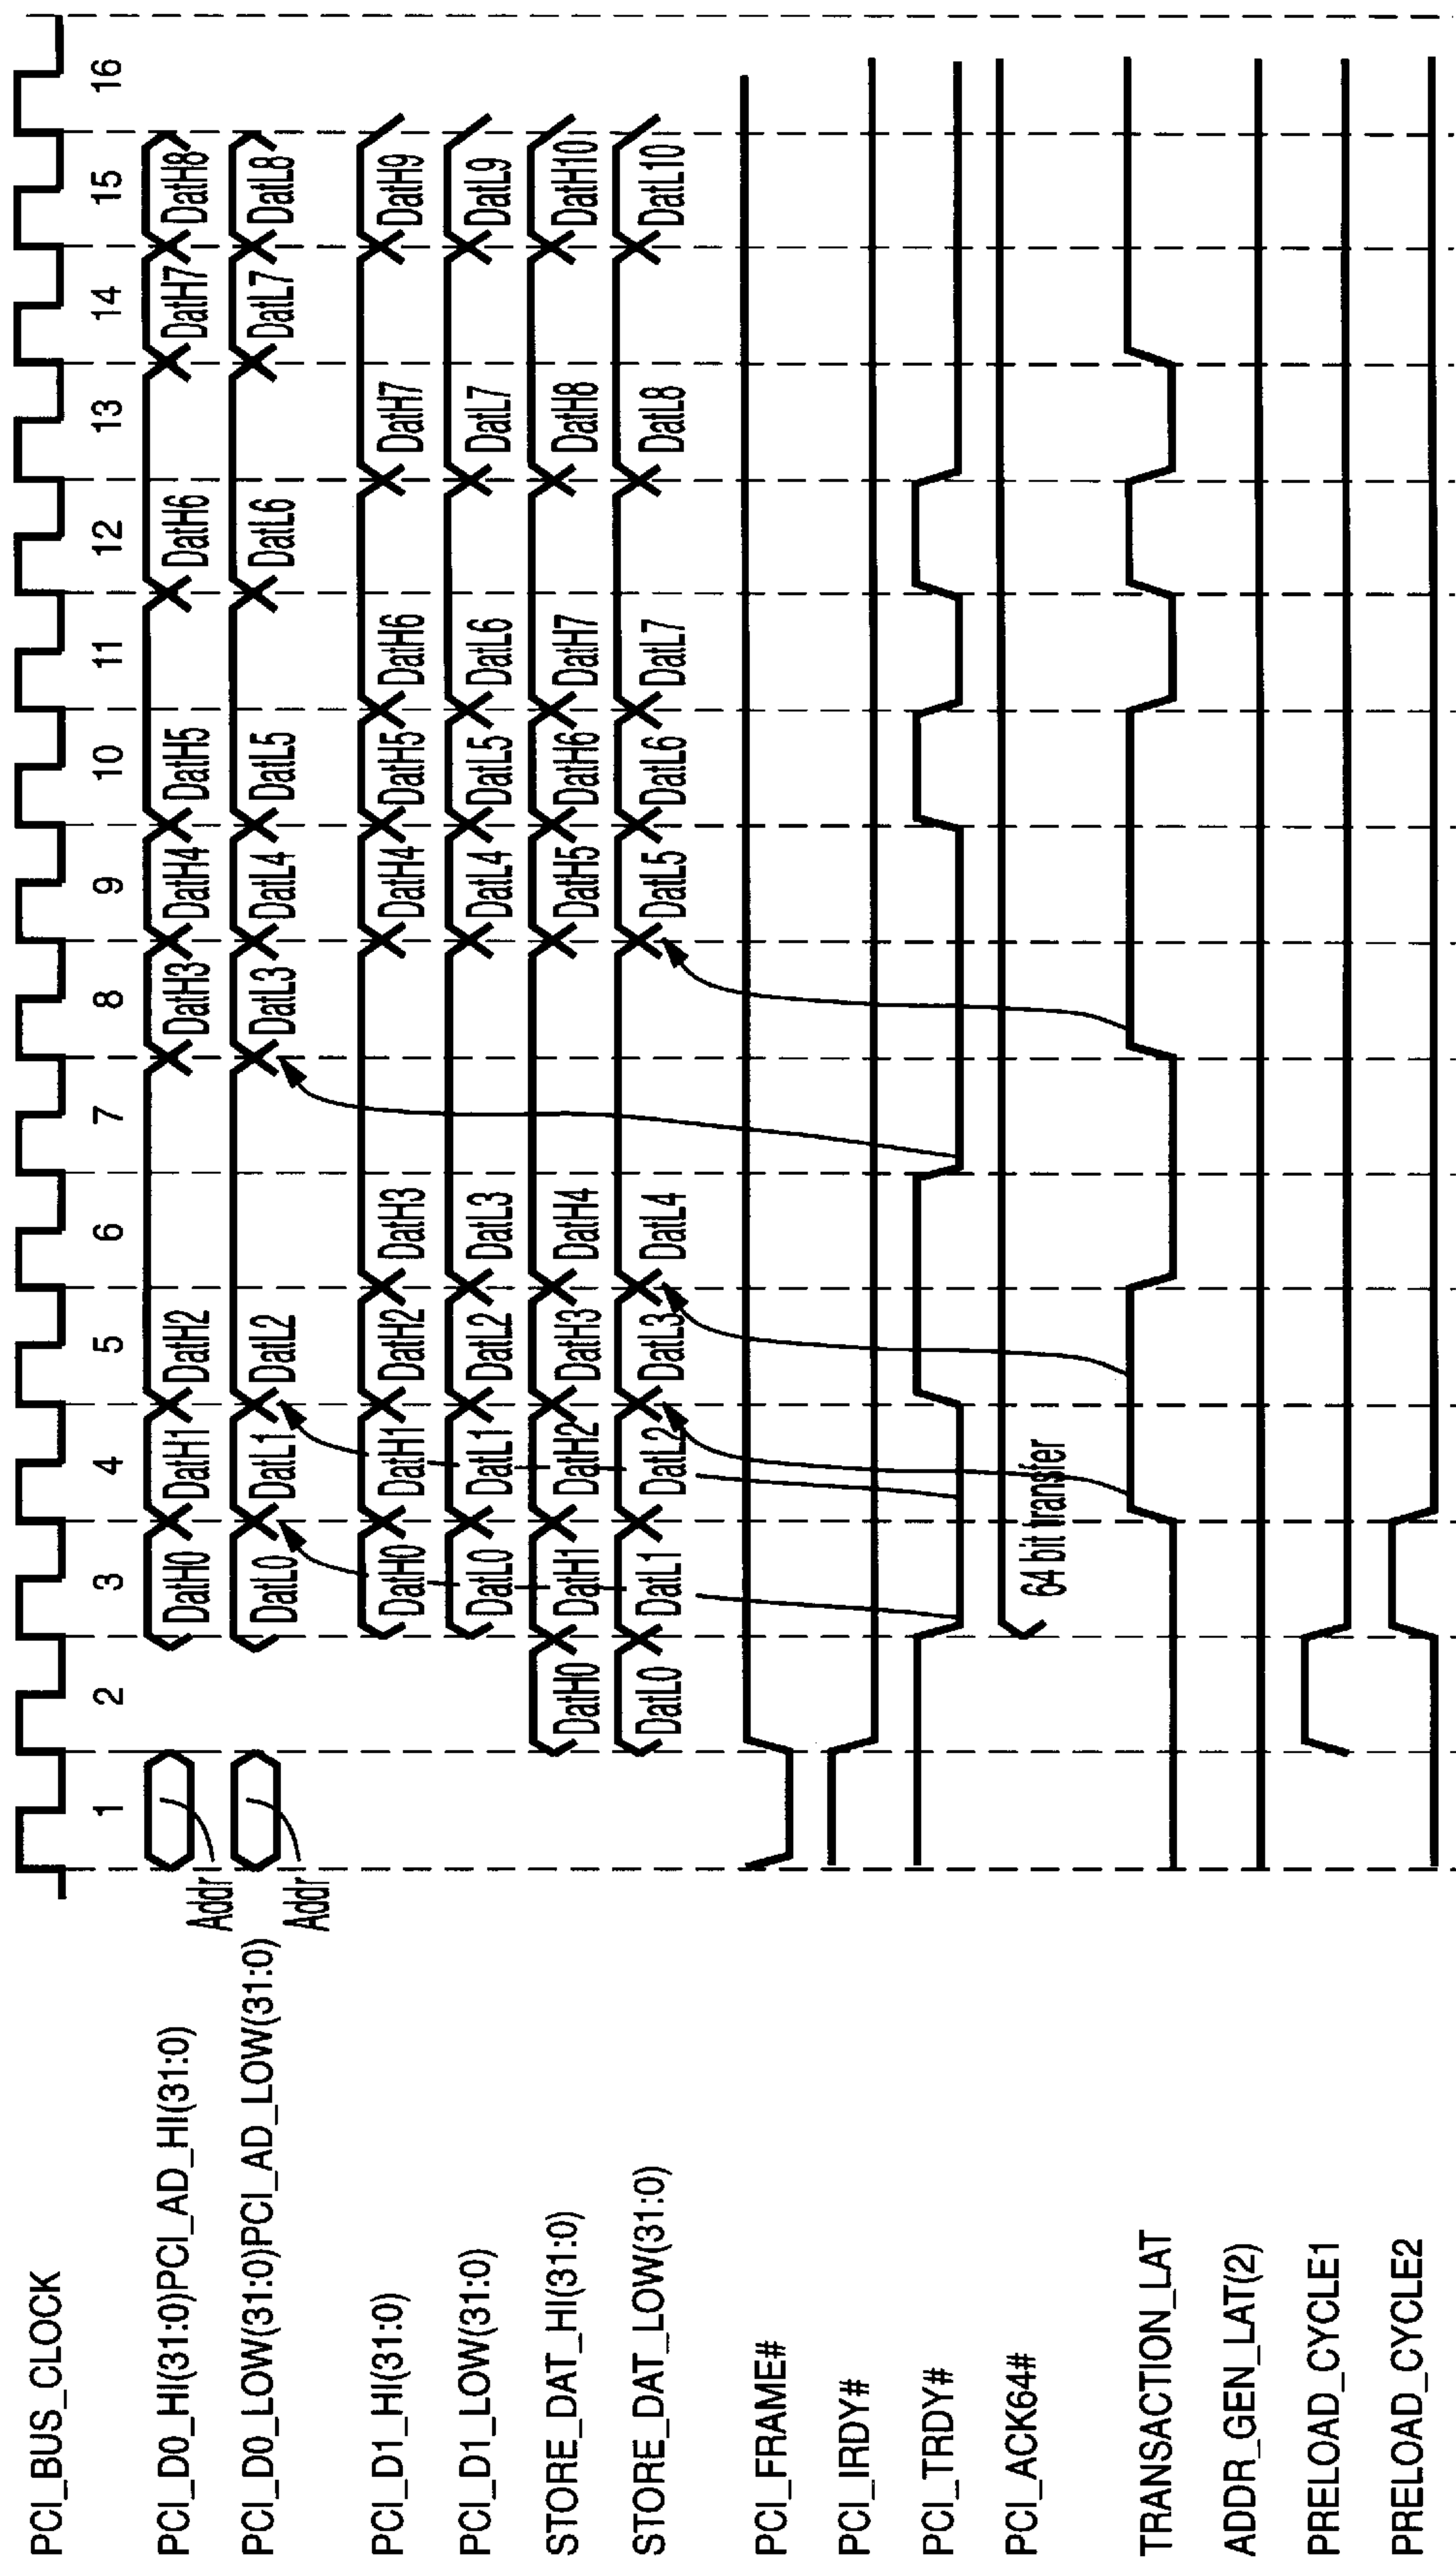 PCI_BUS_CLOCK
1 2 3 4 5 6 7 8 9 10 11 12 13 14 15 16
PCI_D0_HI(31:0)PCI_AD_HI(31:0)
Addr
DatH0 DatH1 DatH2 DatH3 DatH4 DatH5 DatH6 DatH7 DatH8
PCI_D0_LOW(31:0)PCI_AD_LOW(31:0)
Addr
DatL0 DatL1 DatL2 DatL3 DatL4 DatL5 DatL6 DatL7 DatL8
PCI_D1_HI(31:0)
DatH0 DatH1 DatH2 DatH3 DatH4 DatH5 DatH6 DatH7 DatH9
PCI_D1_LOW(31:0)
DatL0 DatL1 DatL2 DatL3 DatL4 DatL5 DatL6 DatL7 DatL9
STORE_DAT_HI(31:0)
DatH0 DatH1 DatH2 DatH3 DatH4 DatH5 DatH6 DatH7 DatH8 DatH10
STORE_DAT_LOW(31:0)
DatL0 DatL1 DatL2 DatL3 DatL4 DatL5 DatL6 DatL7 DatL8 DatL10
PCI_FRAME#
PCI_IRDY#
PCI_TRDY#
PCI_ACK64#
64 bit transfer
TRANSACTION_LAT
ADDR_GEN_LAT(2)
PRELOAD_CYCLE1
PRELOAD_CYCLE2